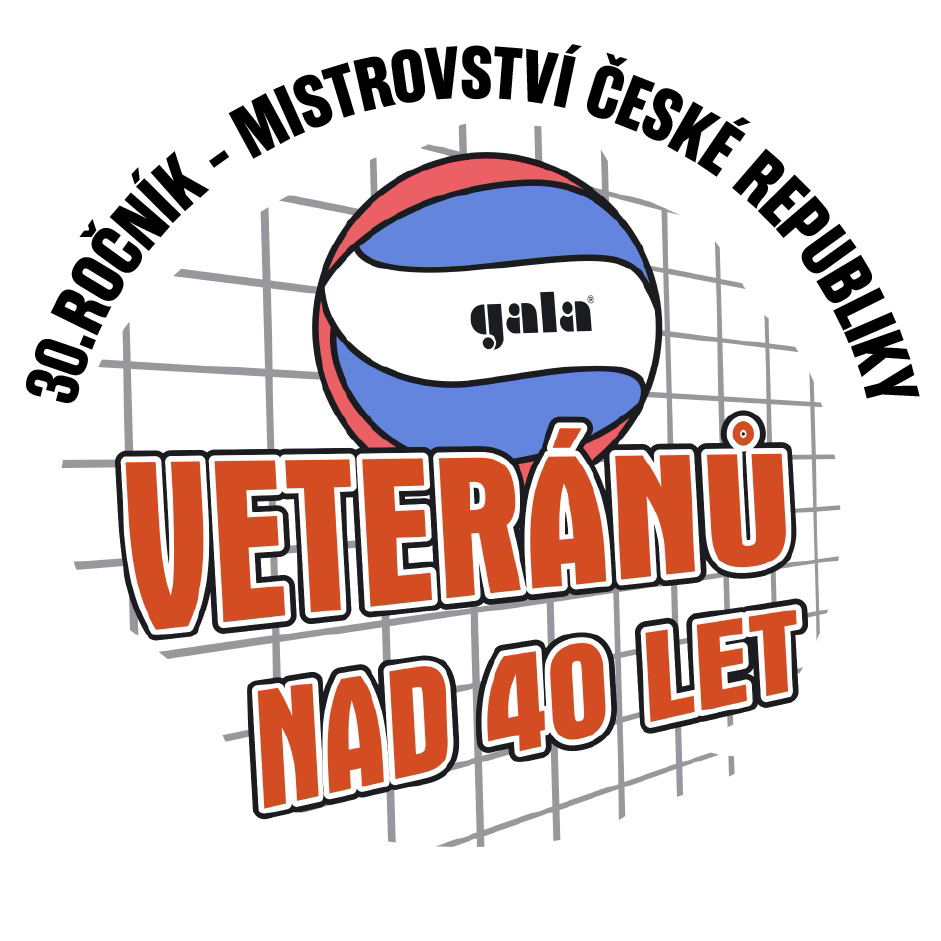 30.ROČNÍK - MISTROVSTVÍ ČESKÉ REPUBLIKY
gala®
VETERÁNŮ
NAD 40 LET